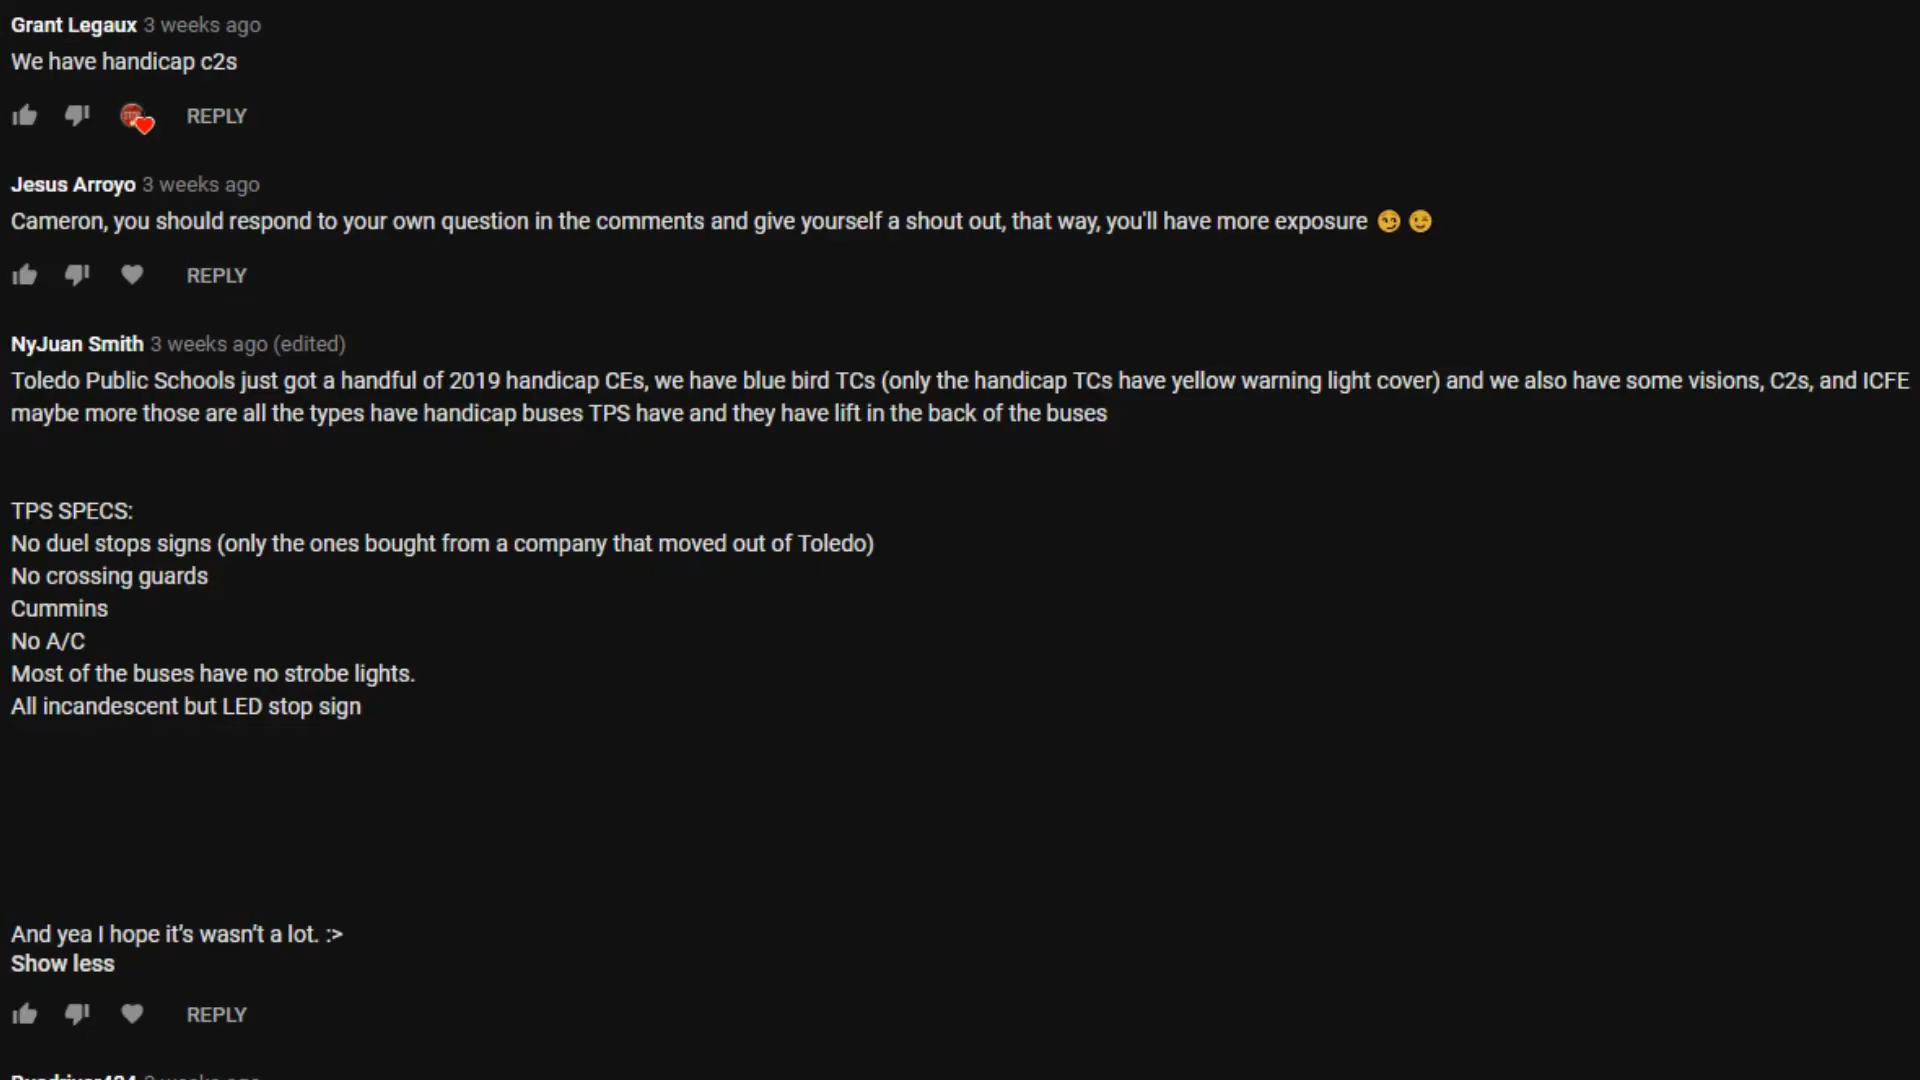 Grant Legaux 3 weeks ago
We have handicap c2s
REPLY
Jesus Arroyo 3 weeks ago
Cameron, you should respond to your own question in the comments and give yourself a shout out, that way, you'll have more exposure 😏 😉
REPLY
NyJuan Smith 3 weeks ago (edited)
Toledo Public Schools just got a handful of 2019 handicap CEs, we have blue bird TCs (only the handicap TCs have yellow warning light cover) and we also have some visions, C2s, and ICFE
maybe more those are all the types have handicap buses TPS have and they have lift in the back of the buses
TPS SPECS:
No duel stops signs (only the ones bought from a company that moved out of Toledo)
No crossing guards
Cummins
No A/C
Most of the buses have no strobe lights.
All incandescent but LED stop sign
And yea I hope it's wasn't a lot. :>
Show less
REPLY